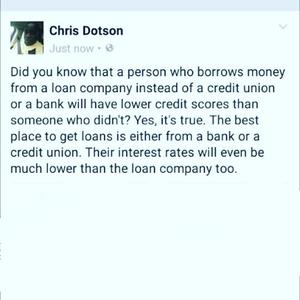 Chris Dotson
Just now •
Did you know that a person who borrows money
from a loan company instead of a credit union
or a bank will have lower credit scores than
someone who didn't? Yes, it's true. The best
place to get loans is either from a bank or a
credit union. Their interest rates will even be
much lower than the loan company too.